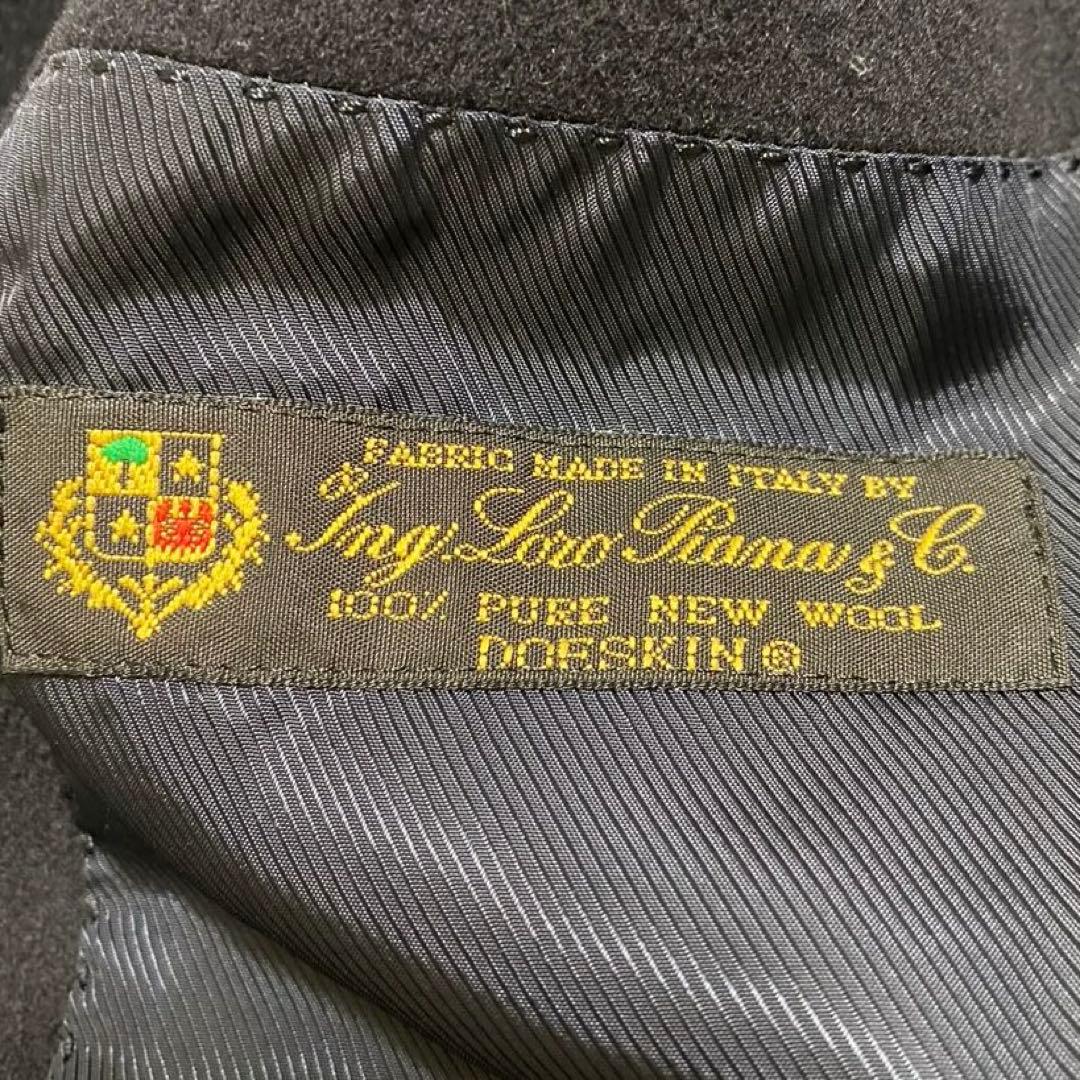 FABRIC MADE IN ITALY BY
Ing. Loro Piana & C.
100% PURE NEW WOOL
DOESKIN ®